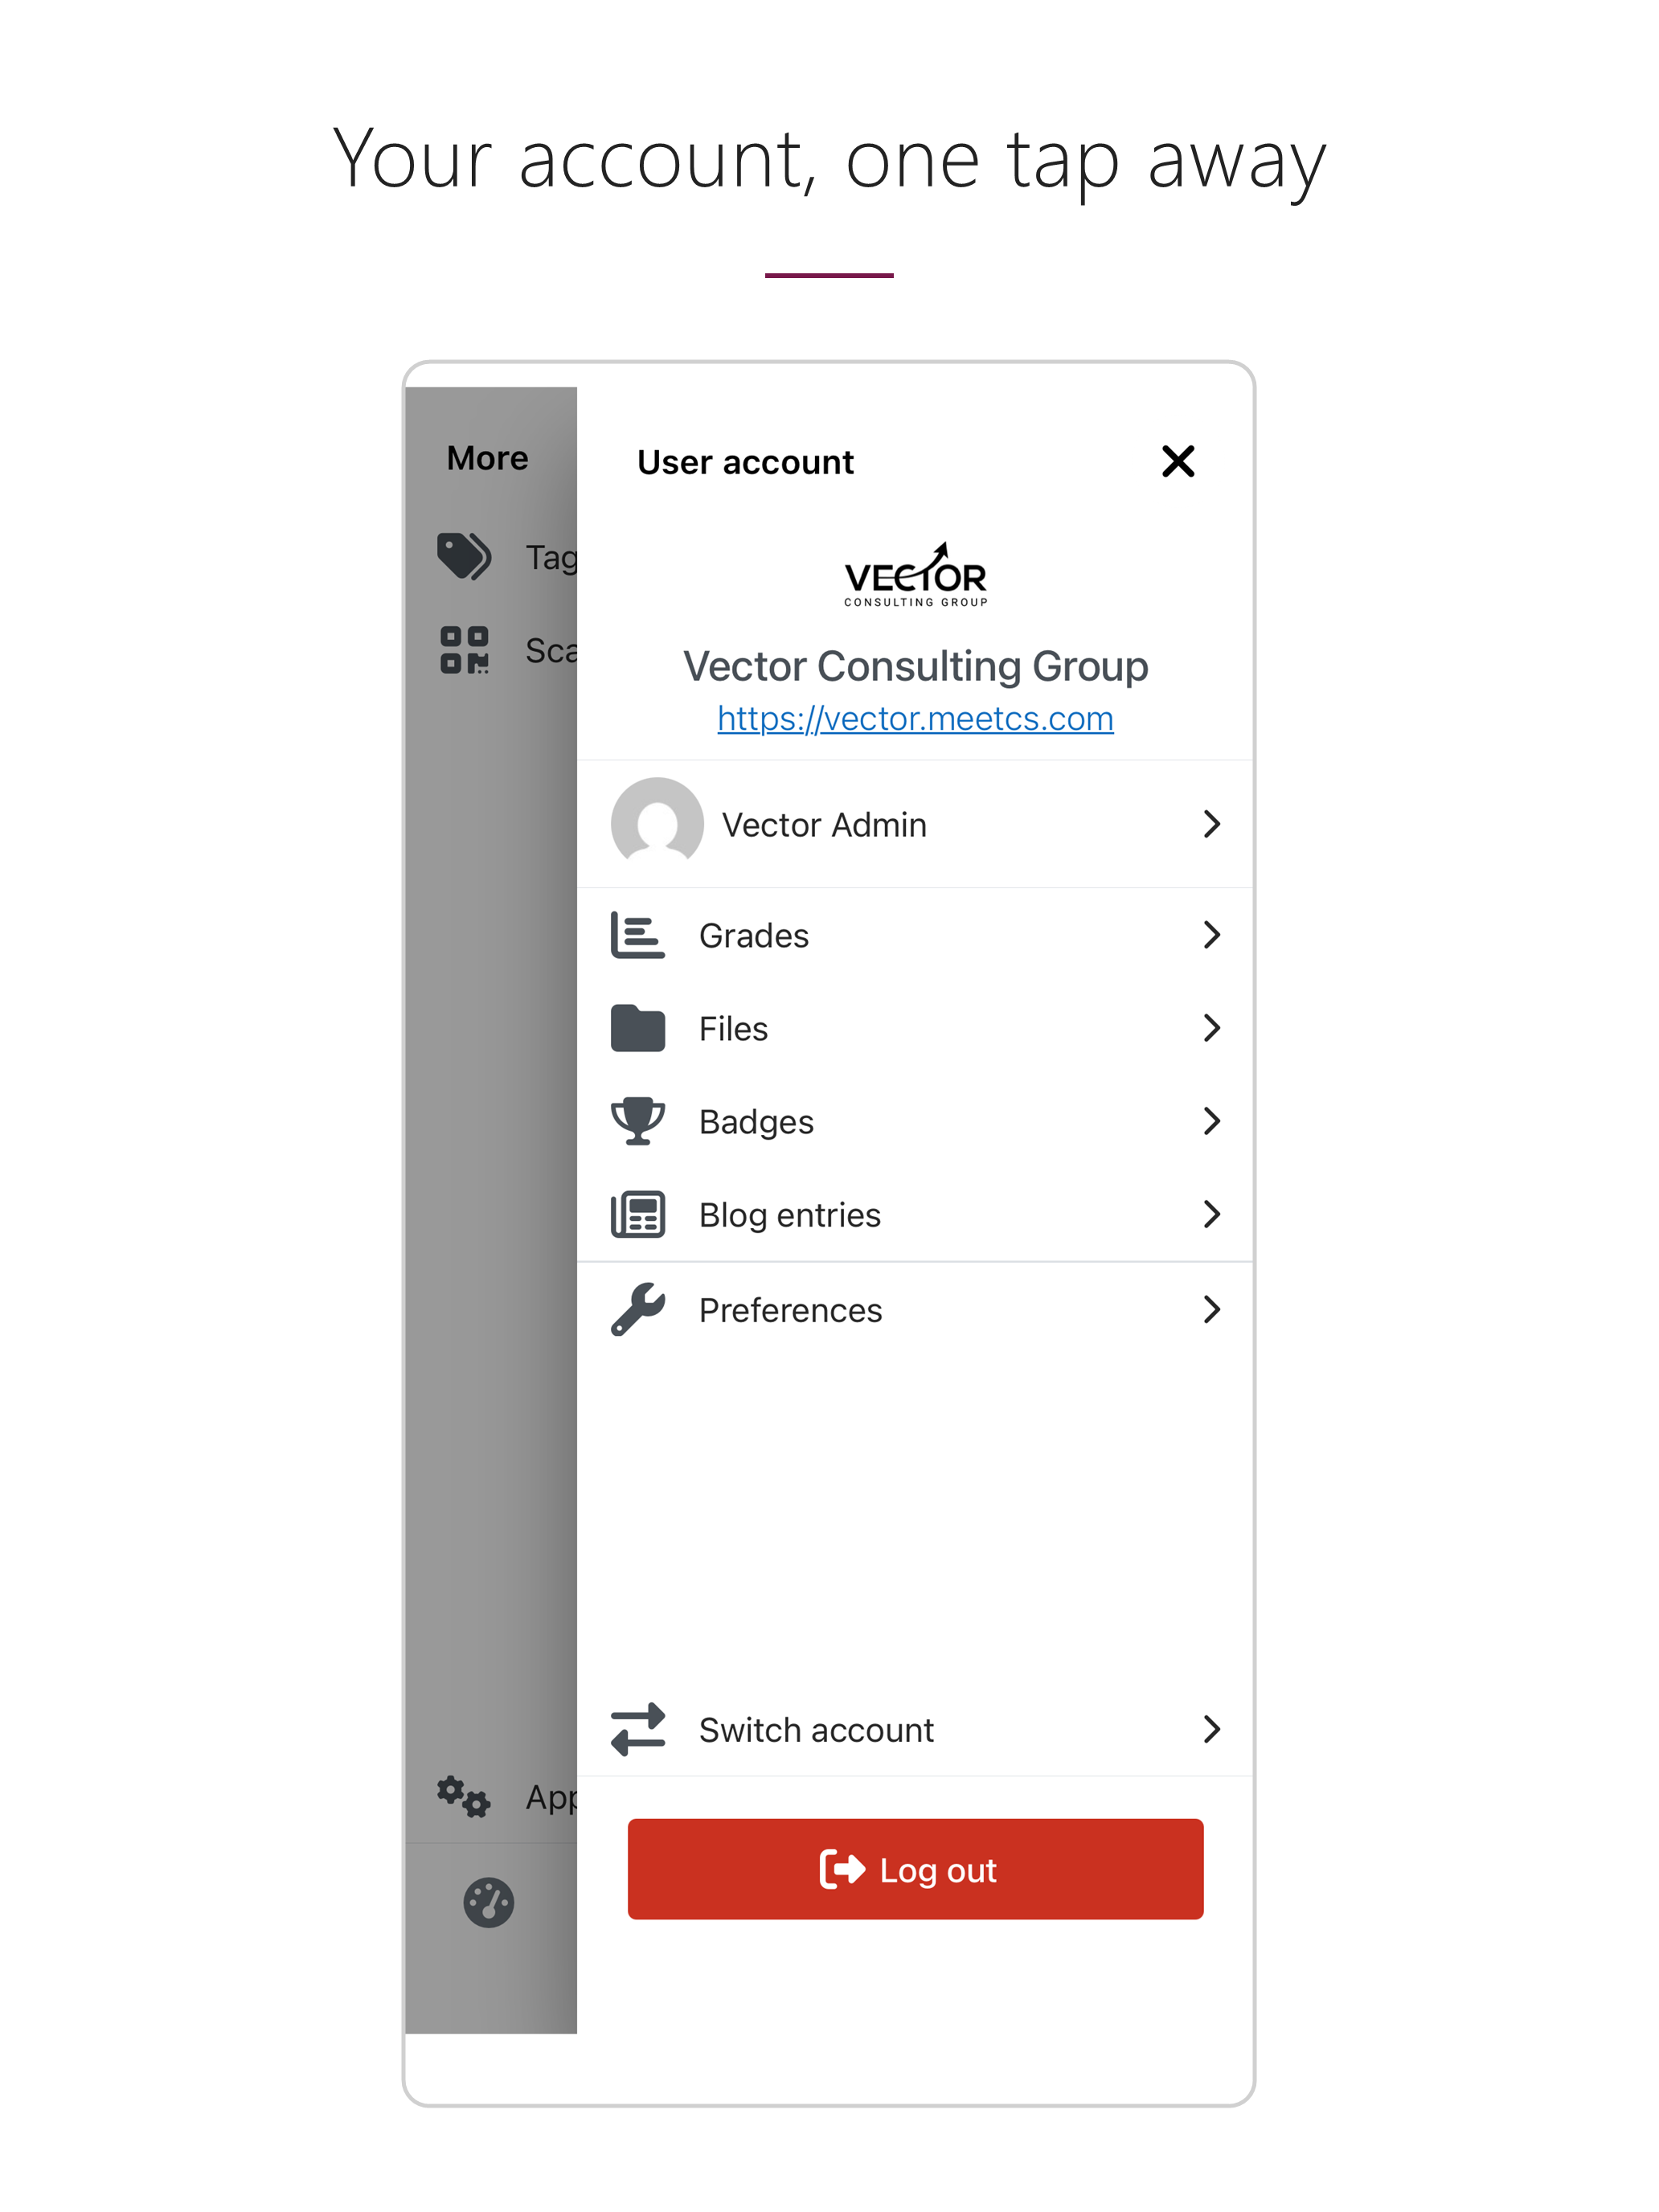 Your account, one tap away
More
User account
VECTOR
CONSULTING GROUP
Vector Consulting Group
https://vector.meetcs.com
Tag
Sca
Vector Admin
Grades
Files
Badges
Blog entries
Preferences
Switch account
App
Log out